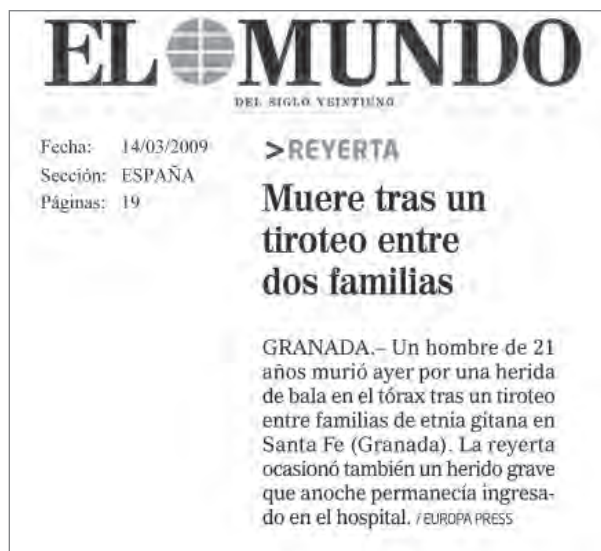 EL MUNDO
DEL SIGLO VEINTIUNO
Fecha: 14/03/2009
Sección: ESPAÑA
Páginas: 19
>REYERTA
Muere tras un
tiroteo entre
dos familias
GRANADA.– Un hombre de 21
años murió ayer por una herida
de bala en el tórax tras un tiroteo
entre familias de etnia gitana en
Santa Fe (Granada). La reyerta
ocasionó también un herido grave
que anoche permanecía ingresa-
do en el hospital. / EUROPA PRESS